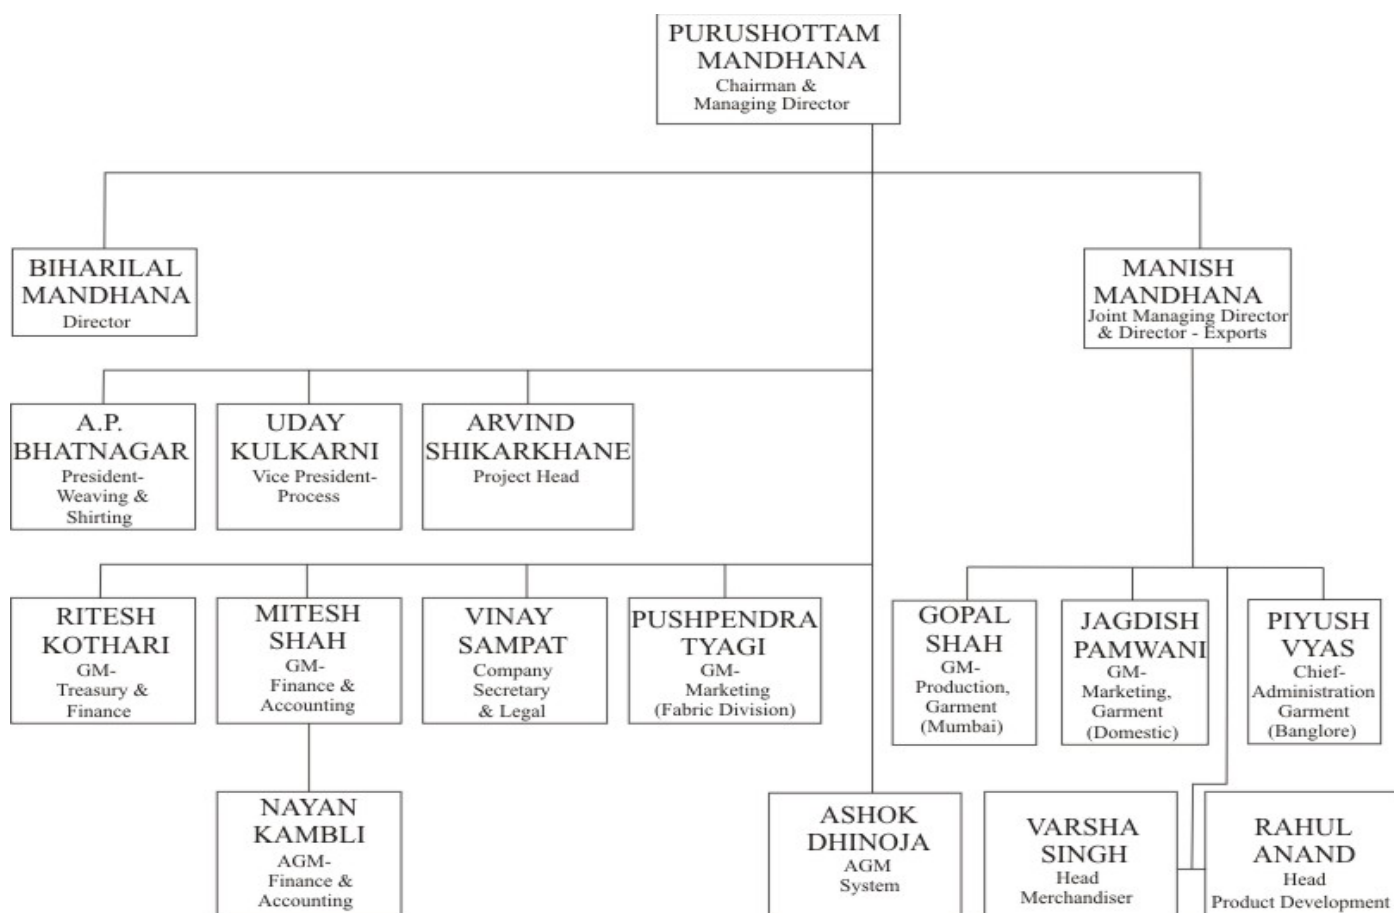 PURUSHOTTAM
MANDHANA
Chairman &
Managing Director
BIHARILAL
MANDHANA
Director
MANISH
MANDHANA
Joint Managing Director
& Director - Exports
A.P.
BHATNAGAR
President-
Weaving &
Shirting
UDAY
KULKARNI
Vice President-
Process
ARVIND
SHIKARKHANE
Project Head
RITESH
KOTHARI
GM-
Treasury &
Finance
MITESH
SHAH
GM-
Finance &
Accounting
VINAY
SAMPAT
Company
Secretary
& Legal
PUSHPENDRA
TYAGI
GM-
Marketing
(Fabric Division)
GOPAL
SHAH
GM-
Production,
Garment
(Mumbai)
JAGDISH
PAMWANI
GM-
Marketing,
Garment
(Domestic)
PIYUSH
VYAS
Chief-
Administration
Garment
(Banglore)
NAYAN
KAMBLI
AGM-
Finance &
Accounting
ASHOK
DHINOJA
AGM
System
VARSHA
SINGH
Head
Merchandiser
RAHUL
ANAND
Head
Product Development